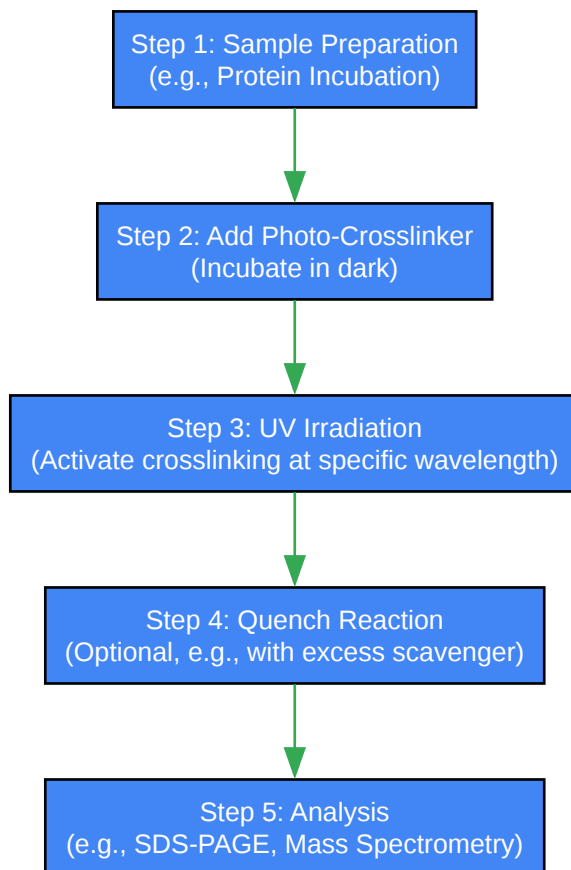 Step 1: Sample Preparation
(e.g., Protein Incubation)
Step 2: Add Photo-Crosslinker
(Incubate in dark)
Step 3: UV Irradiation
(Activate crosslinking at specific wavelength)
Step 4: Quench Reaction
(Optional, e.g., with excess scavenger)
Step 5: Analysis
(e.g., SDS-PAGE, Mass Spectrometry)